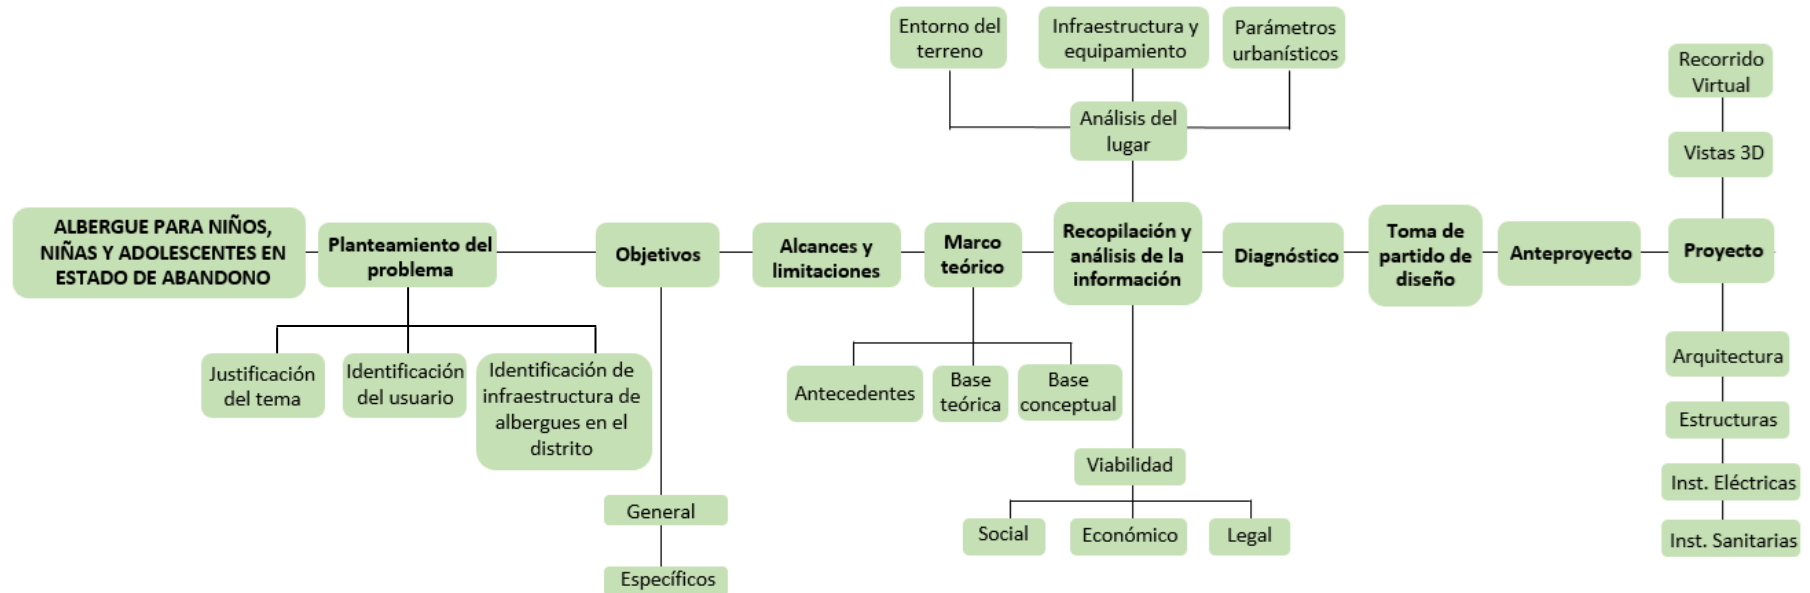 Entorno del
terreno
Infraestructura y
equipamiento
Parámetros
urbanísticos
Recorrido
Virtual
Análisis del
lugar
Vistas 3D
ALBERGUE PARA NIÑOS,
NIÑAS Y ADOLESCENTES EN
ESTADO DE ABANDONO
Planteamiento del
problema
Objetivos
Alcances y
limitaciones
Marco
teórico
Recopilación y
análisis de la
información
Diagnóstico
Toma de
partido de
diseño
Anteproyecto
Proyecto
Justificación
del tema
Identificación
del usuario
Identificación de
infraestructura de
albergues en el
distrito
Antecedentes
Base
teórica
Base
conceptual
Arquitectura
Estructuras
Viabilidad
Inst. Eléctricas
General
Social
Económico
Legal
Inst. Sanitarias
Específicos